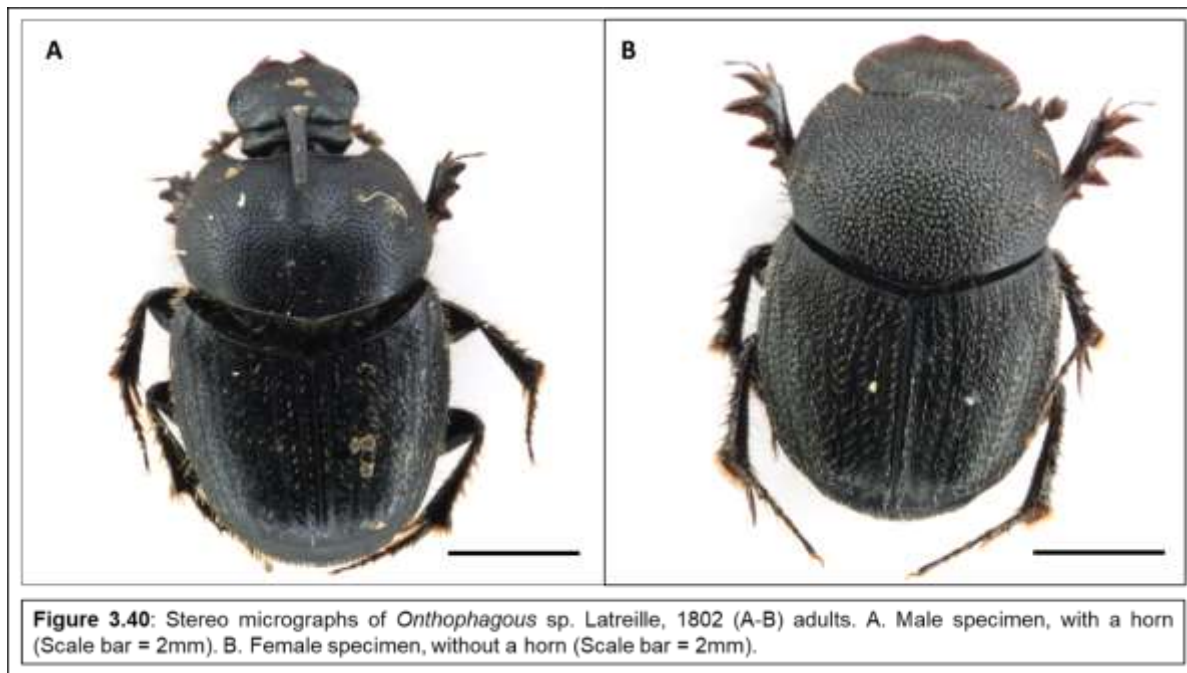 A
B
Figure 3.40: Stereo micrographs of Onthophagous sp. Latreille, 1802 (A-B) adults. A. Male specimen, with a horn
(Scale bar = 2mm). B. Female specimen, without a horn (Scale bar = 2mm).